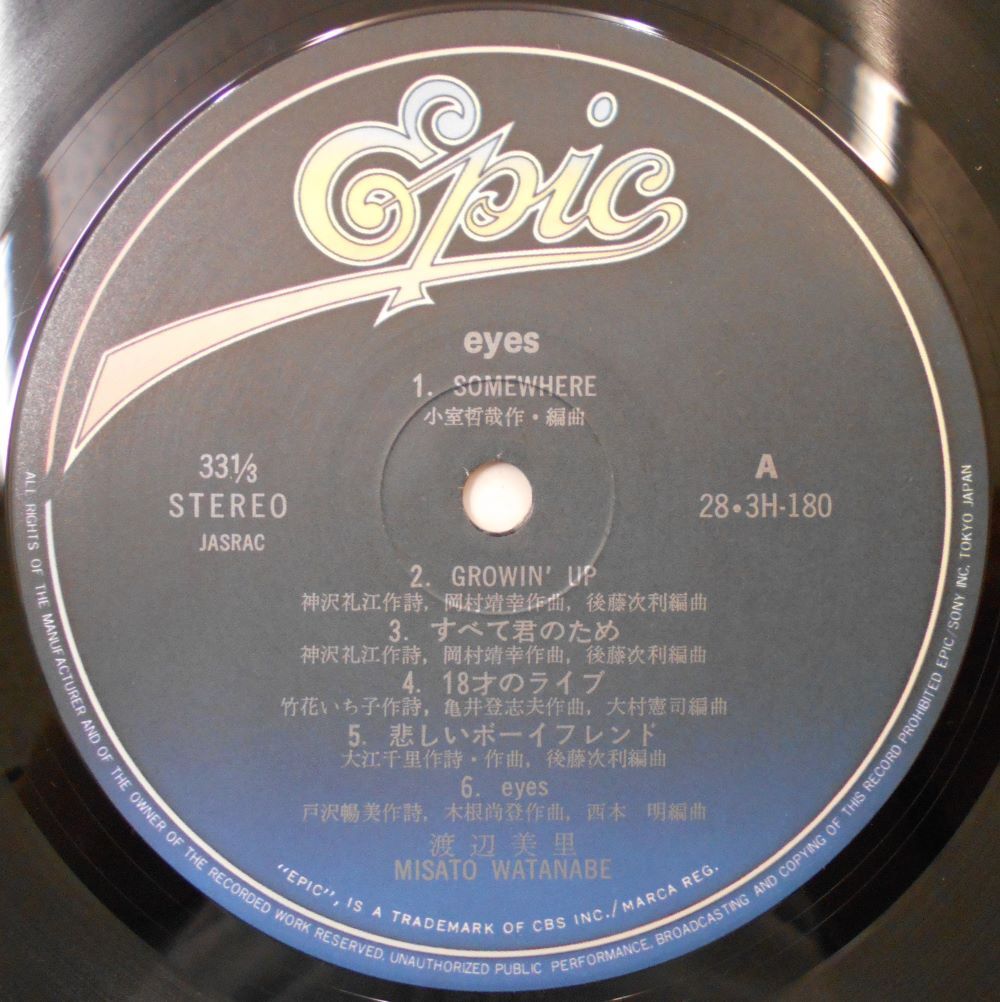 Epic
eyes
1. SOMEWHERE
小室哲哉作・編曲
33⅓
STEREO
JASRAC
A
28・3H-180
2. GROWIN' UP
神沢礼江作詩, 岡村靖幸作曲, 後藤次利編曲
3. すべて君のため
神沢礼江作詩, 岡村靖幸作曲, 後藤次利編曲
4. 18才のライブ
竹花いち子作詩, 亀井登志夫作曲, 大村憲司編曲
5. 悲しいボーイフレンド
大江千里作詩・作曲, 後藤次利編曲
6. eyes
戸沢暢美作詩, 木根尚登作曲, 西本 明編曲
渡辺美里
MISATO WATANABE
"EPIC", IS A TRADEMARK OF CBS INC./MARCA REG.
ALL RIGHTS OF THE MANUFACTURER AND OF THE OWNER OF THE RECORDED WORK RESERVED, UNAUTHORIZED PUBLIC PERFORMANCE, BROADCASTING AND COPYING OF THIS RECORD PROHIBITED EPIC/SONY INC. TOKYO JAPAN